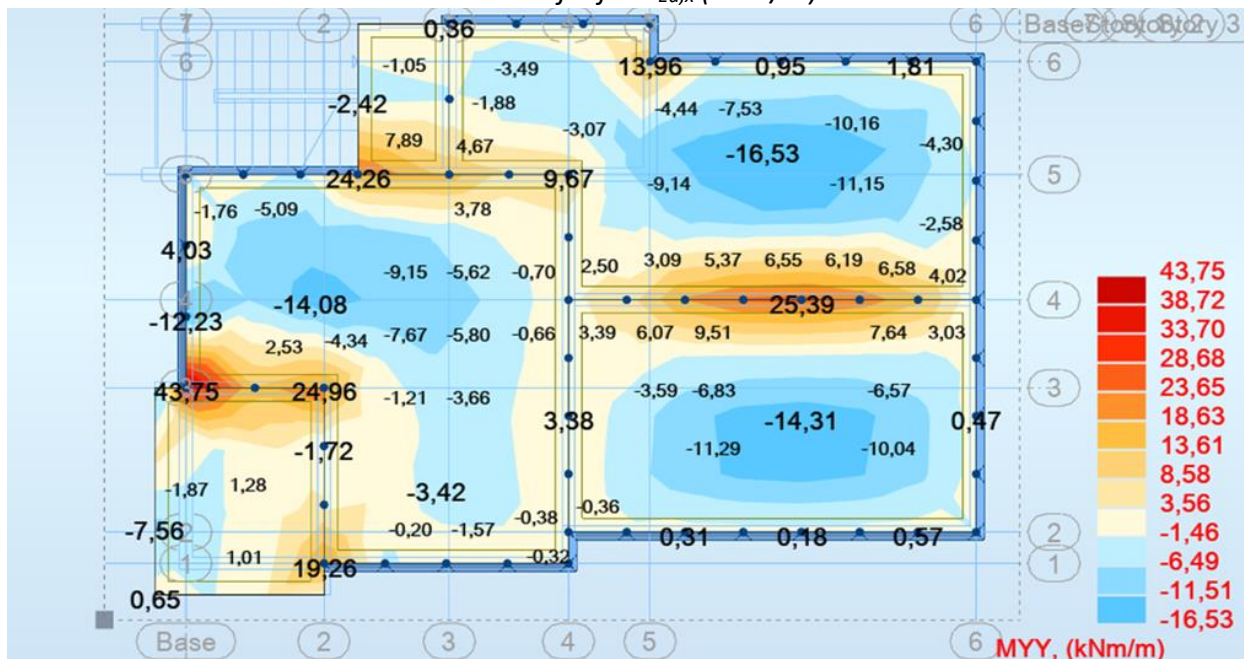 7 2 0,36 4 5 6 Base
6 -1,05 -3,49 13,96 0,95 1,81 6
-2,42 -1,88 -4,44 -7,53 -10,16
7,89 4,67 -3,07 -16,53 -4,30
24,26 9,67 -9,14 -11,15 5
-1,76 -5,09 3,78 -2,58
4,03 2,50 3,09 5,37 6,55 6,19 6,58 4,02
-9,15 -5,62 -0,70
4 -14,08 25,39 4
-12,23 -7,67 -5,80 -0,66 3,39 6,07 9,51 7,64 3,03
2,53 -4,34
43,75 24,96 -1,21 -3,66 -3,59 -6,83 -6,57 3
3,38 -14,31 0,47
-1,72 -11,29 -10,04
-1,87 1,28 -3,42 -0,36
-7,56 2 -0,20 -1,57 -0,38 0,31 0,18 0,57 2
1 1,01 19,26 -0,32 1
0,65
Base 2 3 4 5 6
43,75
38,72
33,70
28,68
23,65
18,63
13,61
8,58
3,56
-1,46
-6,49
-11,51
-16,53
MYY, (kNm/m)